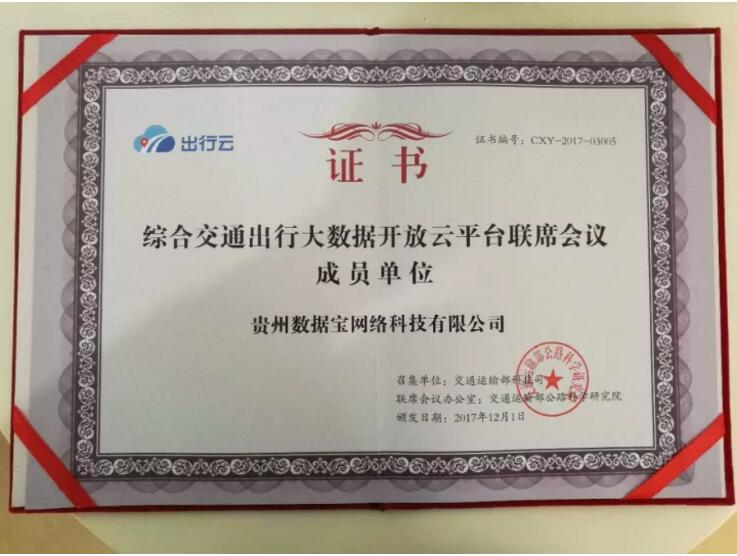 出行云
证书
证书编号：CXY-2017-03005
综合交通出行大数据开放云平台联席会议
成员单位
贵州数据宝网络科技有限公司
召集单位：交通运输部科技司
联席会议办公室：交通运输部公路科学研究院
颁发日期：2017年12月1日